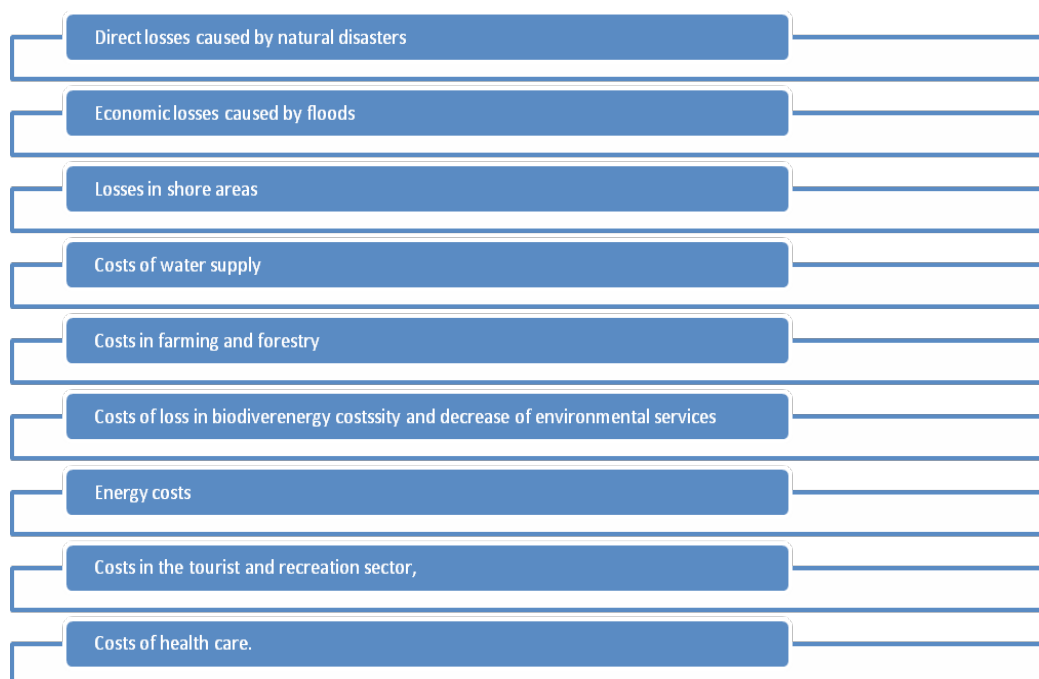 Direct losses caused by natural disasters
Economic losses caused by floods
Losses in shore areas
Costs of water supply
Costs in farming and forestry
Costs of loss in biodiverenergy costssity and decrease of environmental services
Energy costs
Costs in the tourist and recreation sector,
Costs of health care.